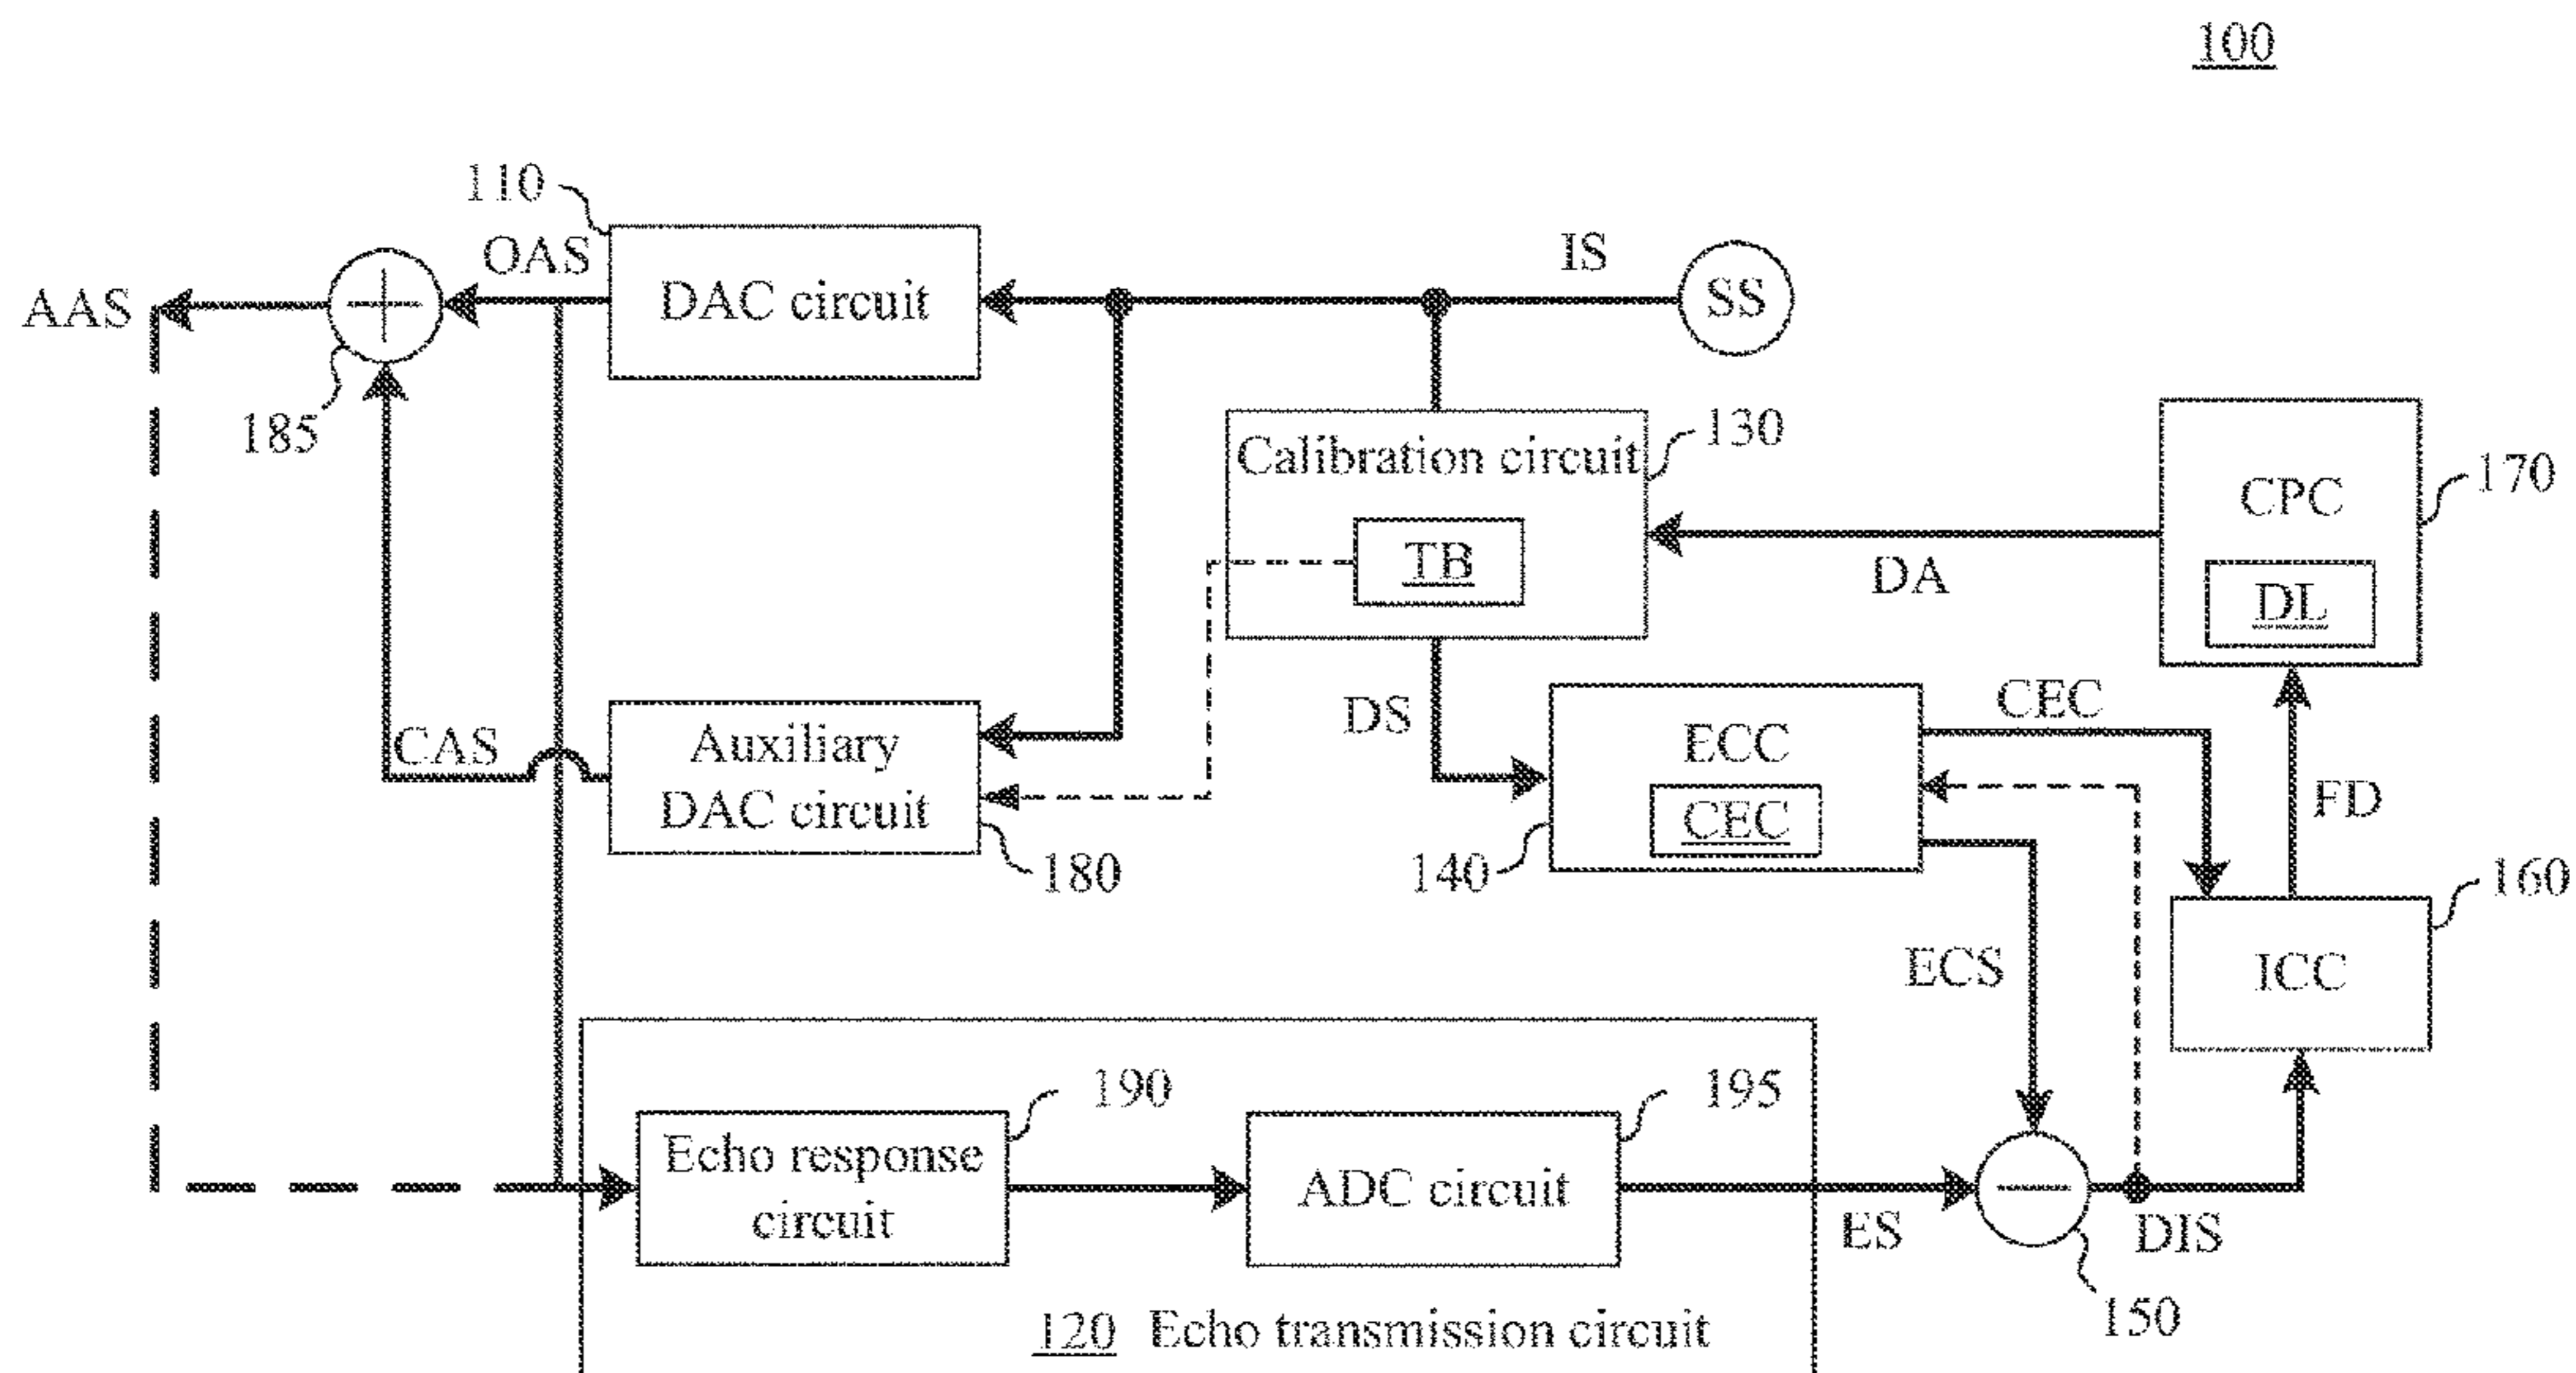 100
110
OAS
DAC circuit
IS
SS
AAS
185
Calibration circuit
130
TB
CPC
170
DL
DA
CAS
Auxiliary
DAC circuit
180
DS
ECC
CEC
140
CEC
FD
160
ICC
ECS
190
195
Echo response
circuit
ADC circuit
ES
DIS
150
120 Echo transmission circuit